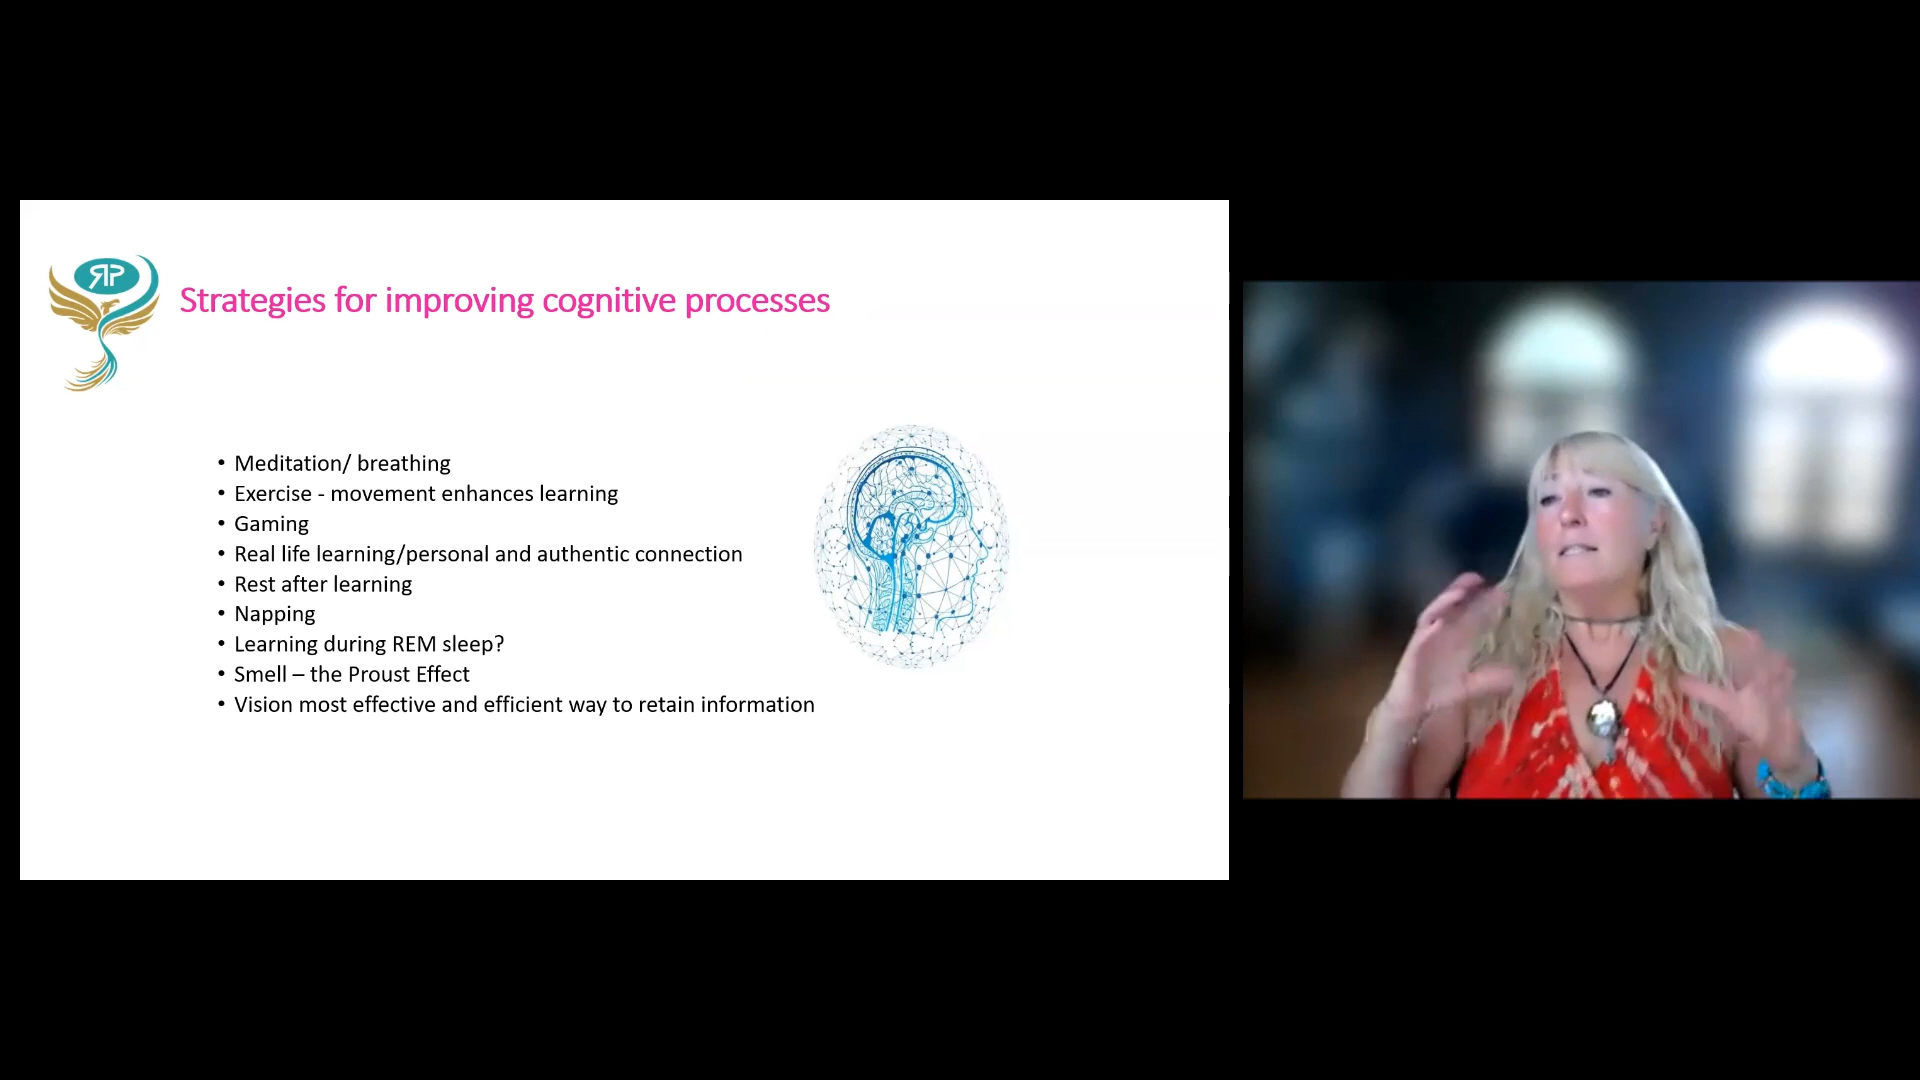 ЯP
Strategies for improving cognitive processes
• Meditation/ breathing
• Exercise - movement enhances learning
• Gaming
• Real life learning/personal and authentic connection
• Rest after learning
• Napping
• Learning during REM sleep?
• Smell – the Proust Effect
• Vision most effective and efficient way to retain information